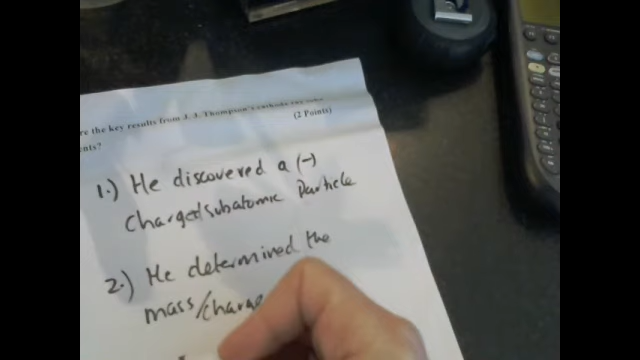 re the key results from J. J. Thompson's cathode ray tube
(2 Points)
ents?
1.) He discovered a (-)
charged subatomic Particle
2.) He determined the
mass/charge